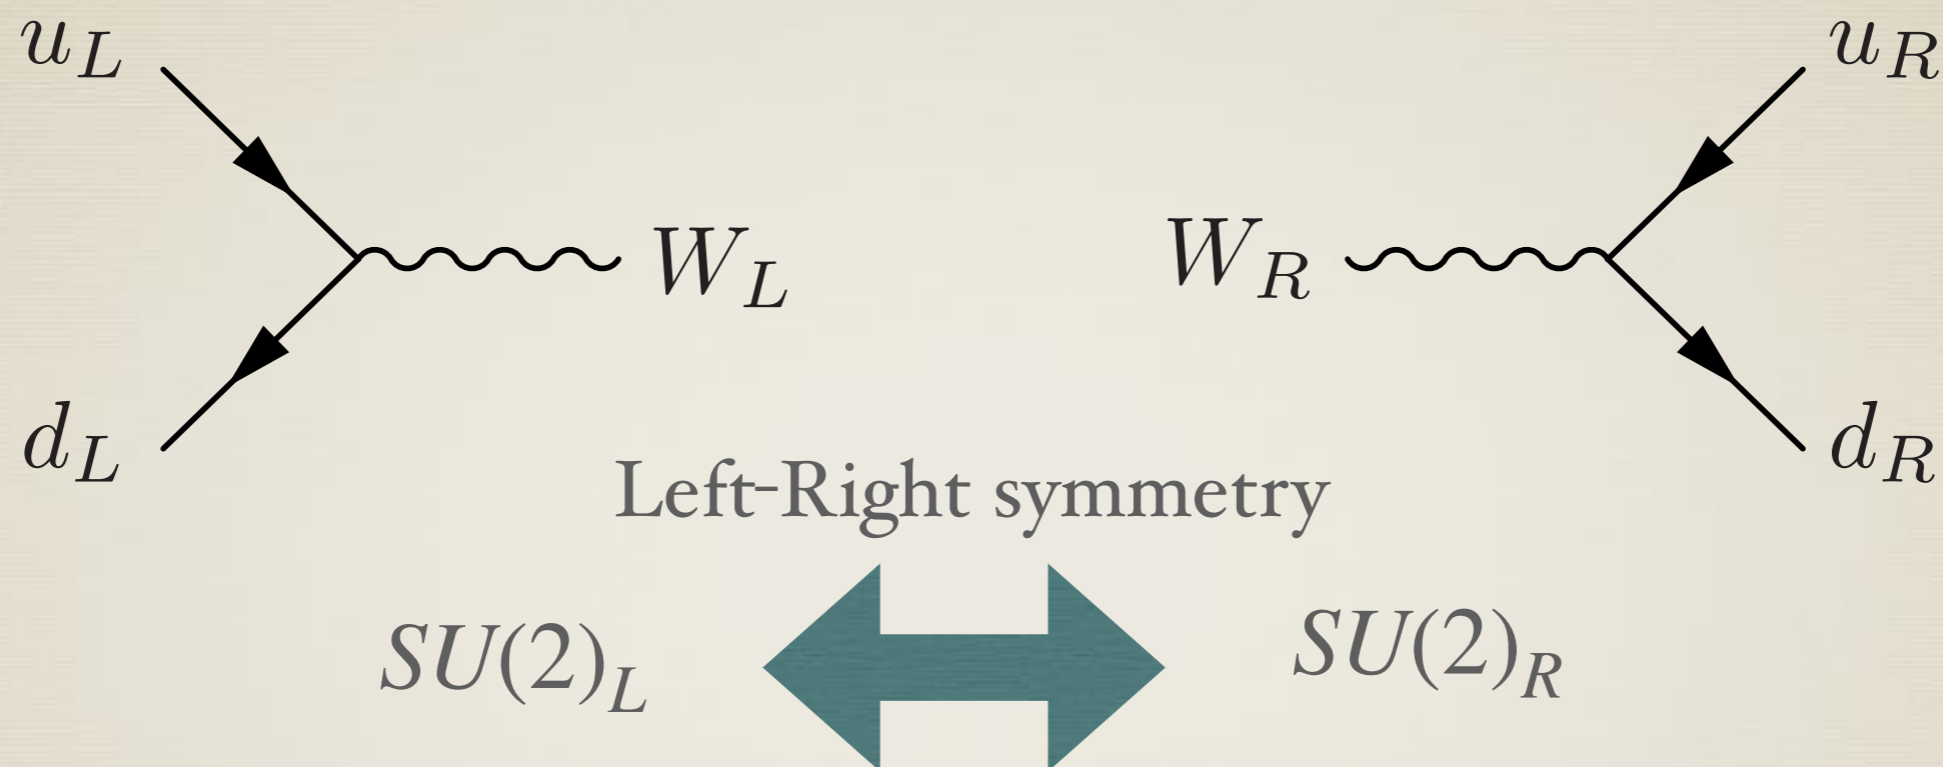 u_L
u_R
W_L
W_R
d_L
d_R
Left-Right symmetry
SU(2)_L
SU(2)_R